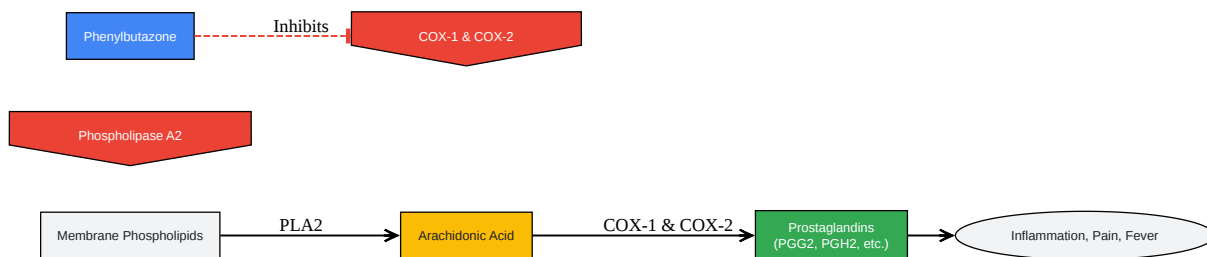 Phenylbutazone
Inhibits
COX-1 & COX-2
Phospholipase A2
Membrane Phospholipids
PLA2
Arachidonic Acid
COX-1 & COX-2
Prostaglandins
(PGG2, PGH2, etc.)
Inflammation, Pain, Fever